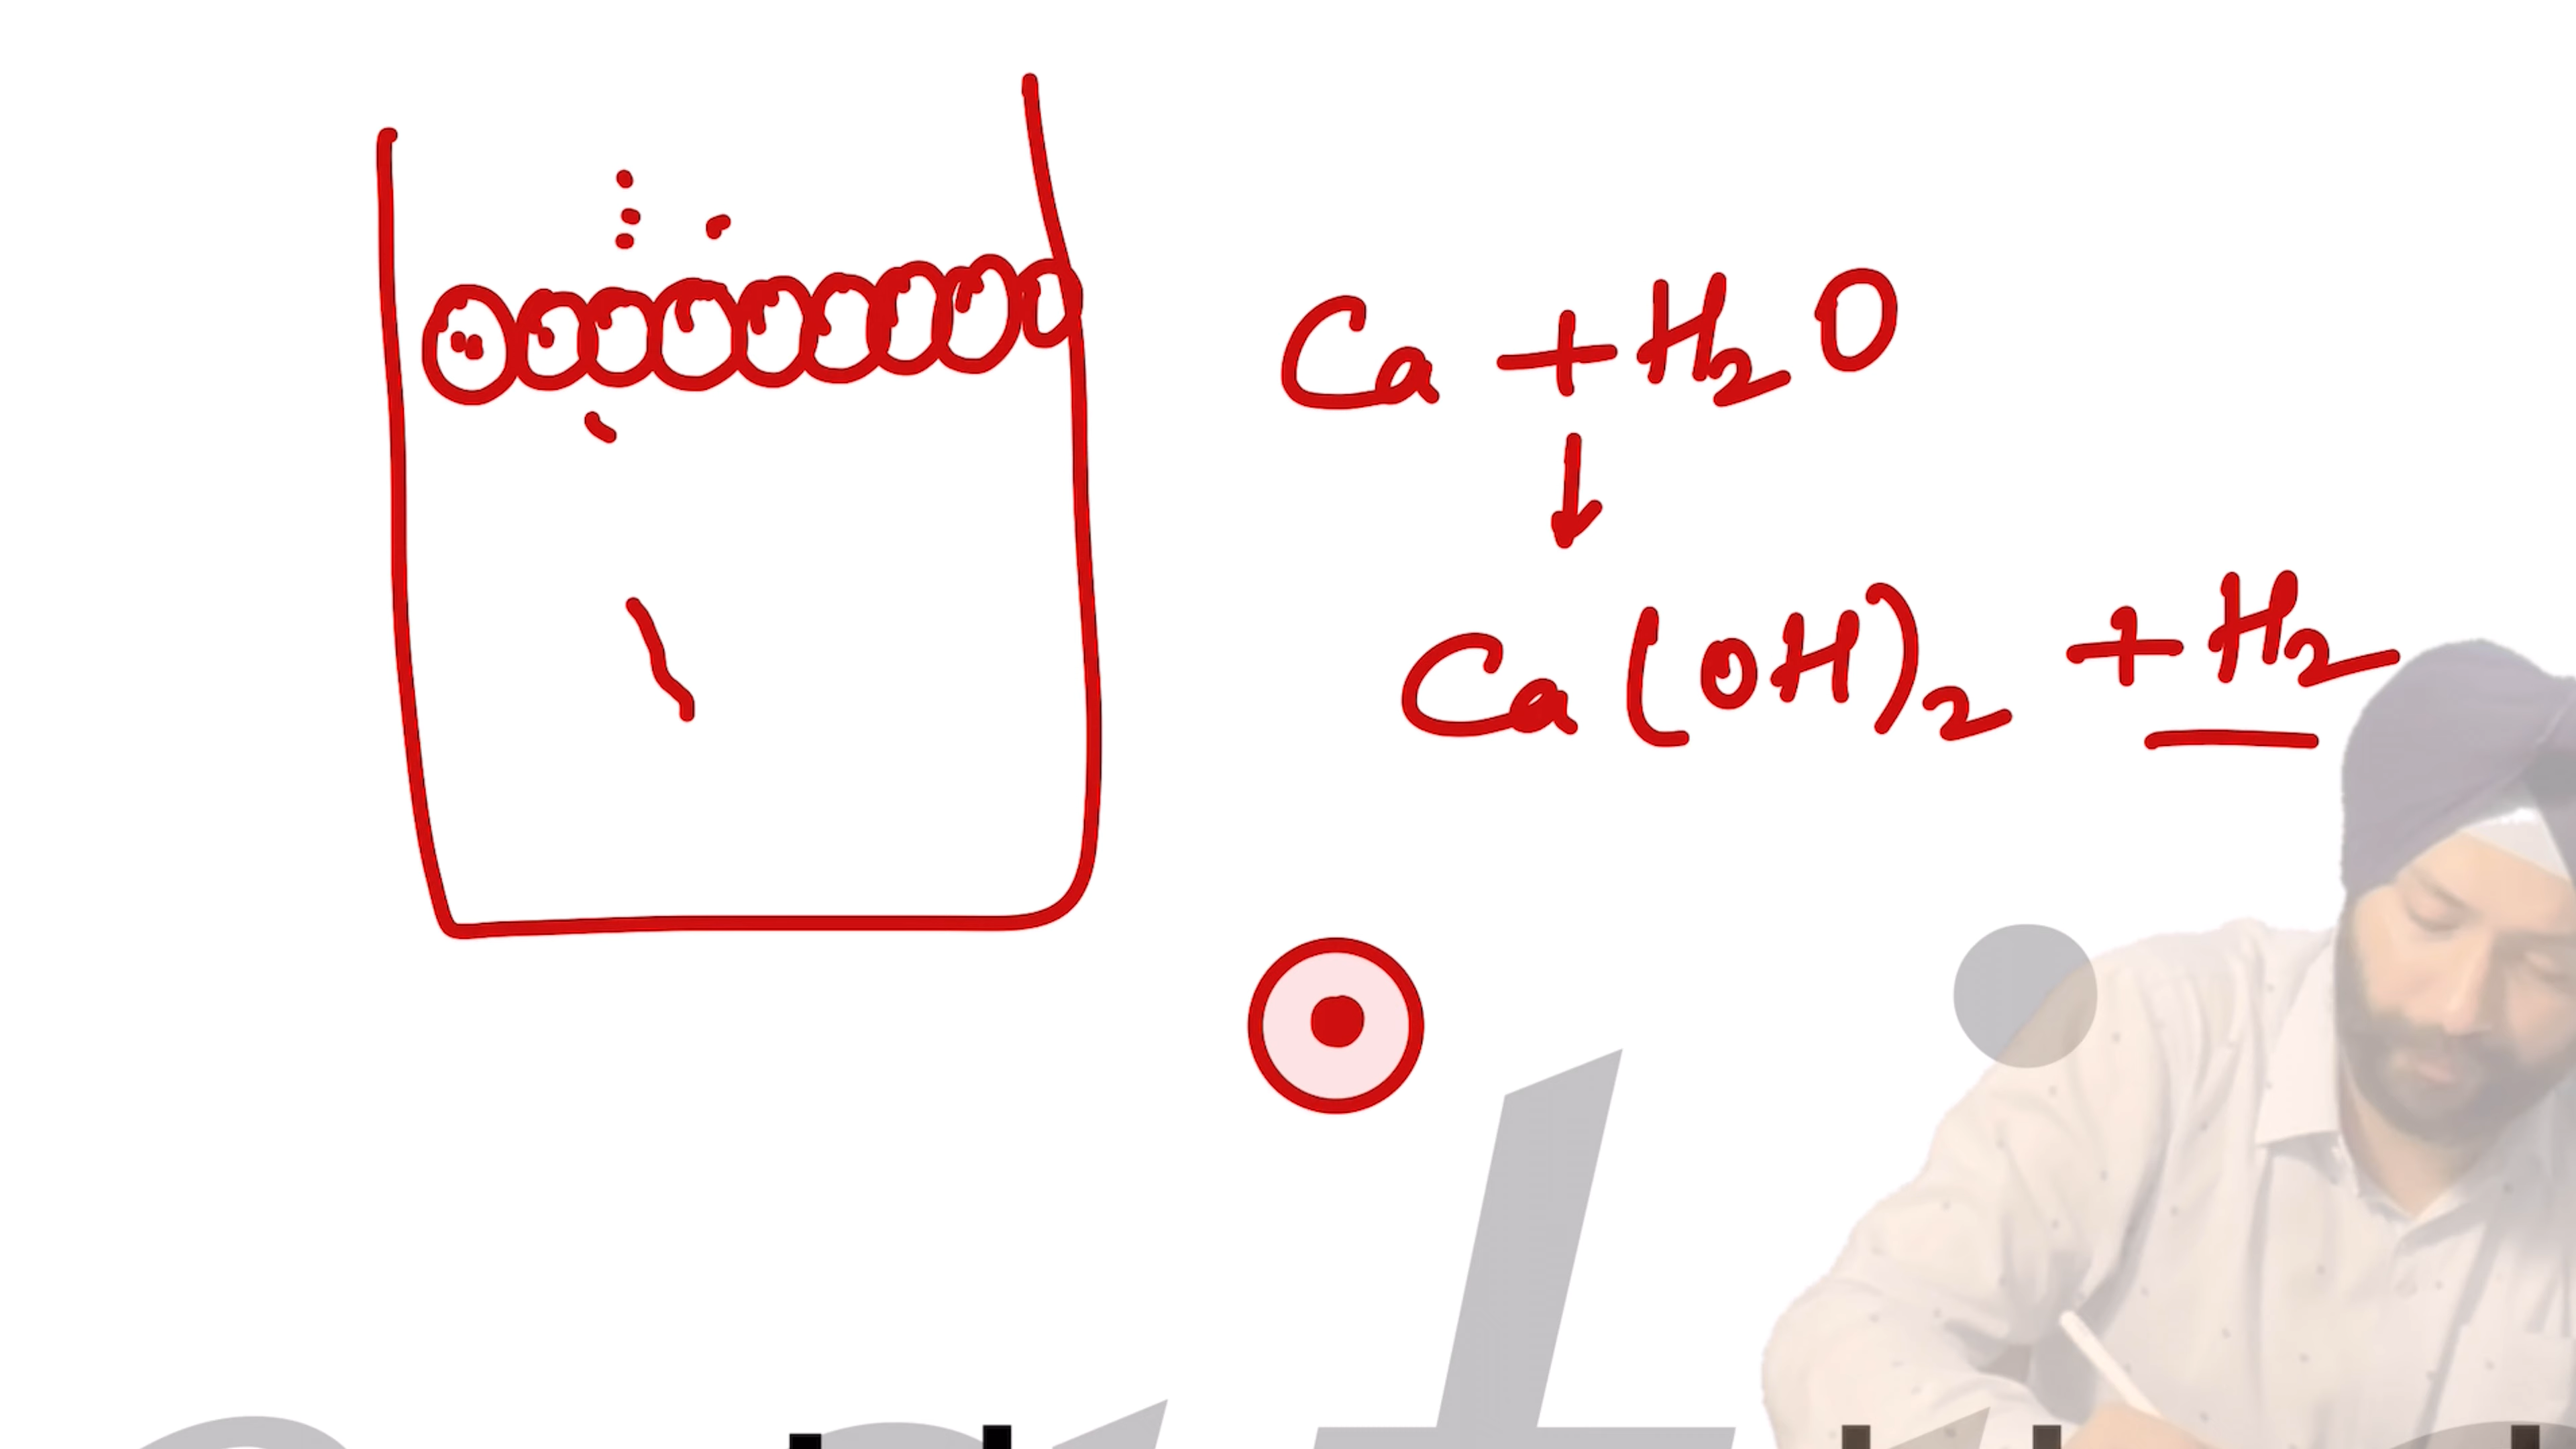 Ca + H₂O
↓
Ca(OH)₂ + H₂